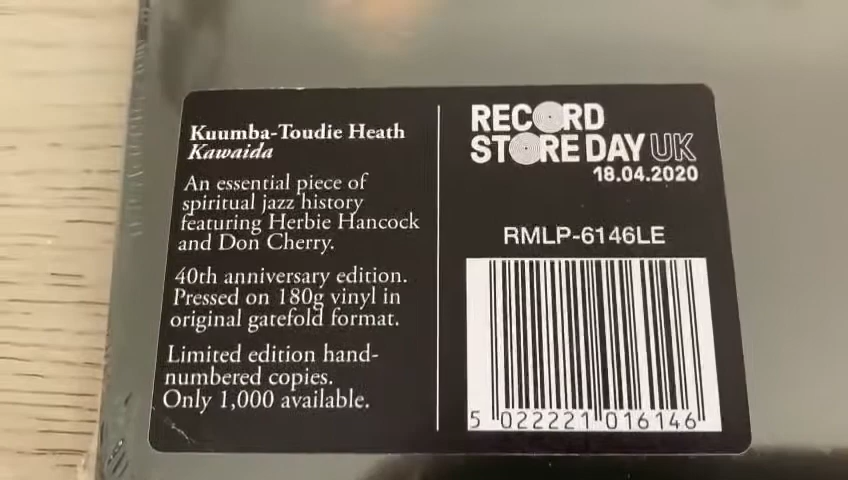 Kuumba-Toudie Heath
Kawaida
An essential piece of
spiritual jazz history
featuring Herbie Hancock
and Don Cherry.
40th anniversary edition.
Pressed on 180g vinyl in
original gatefold format.
Limited edition hand-
numbered copies.
Only 1,000 available.
RECORD
STORE DAY UK
18.04.2020
RMLP-6146LE
5 022221 016146